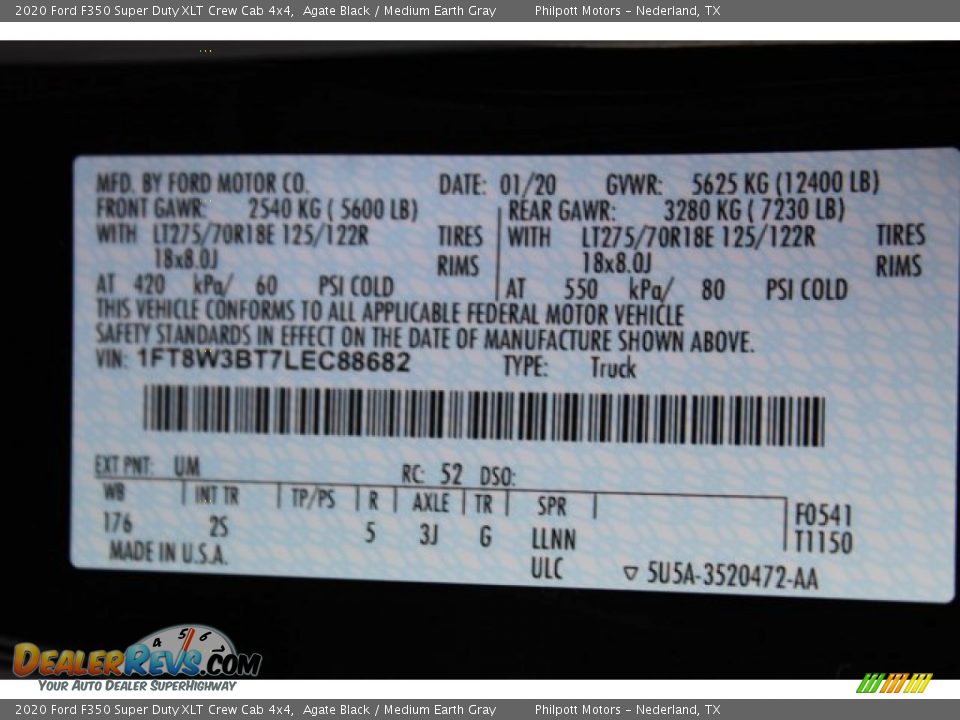 2020 Ford F350 Super Duty XLT Crew Cab 4x4, Agate Black / Medium Earth Gray Philpott Motors – Nederland, TX
MFD. BY FORD MOTOR CO. DATE: 01/20 GVWR: 5625 KG (12400 LB)
FRONT GAWR: 2540 KG ( 5600 LB) REAR GAWR: 3280 KG ( 7230 LB)
WITH LT275/70R18E 125/122R TIRES WITH LT275/70R18E 125/122R TIRES
18x8.0J RIMS 18x8.0J RIMS
AT 420 kPa/ 60 PSI COLD AT 550 kPa/ 80 PSI COLD
THIS VEHICLE CONFORMS TO ALL APPLICABLE FEDERAL MOTOR VEHICLE
SAFETY STANDARDS IN EFFECT ON THE DATE OF MANUFACTURE SHOWN ABOVE.
VIN: 1FT8W3BT7LEC88682 TYPE: Truck
EXT PNT: UM RC: 52 DSO:
WB INT TR TP/PS R AXLE TR SPR F0541
176 2S 5 3J G LLNN T1150
MADE IN U.S.A. ULC 5U5A-3520472-AA
4 5 6
DEALERREVS.COM
YOUR AUTO DEALER SUPERHIGHWAY
2020 Ford F350 Super Duty XLT Crew Cab 4x4, Agate Black / Medium Earth Gray Philpott Motors – Nederland, TX